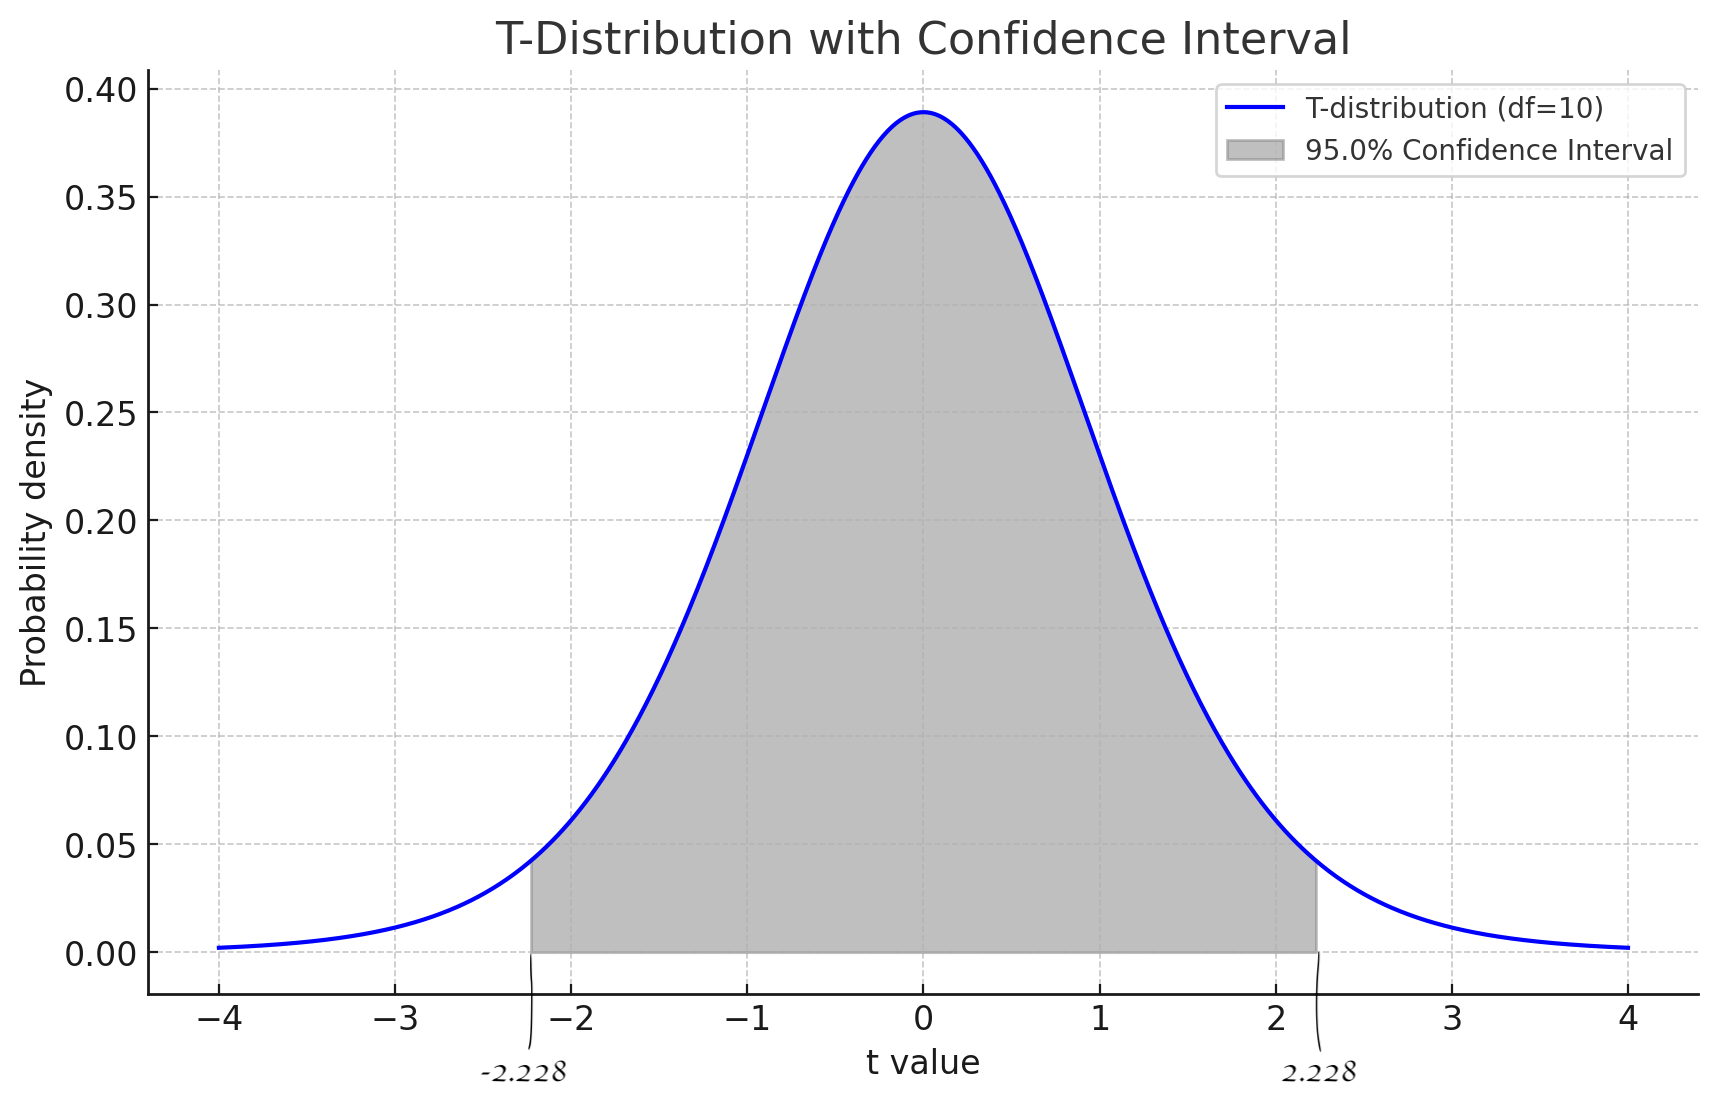 T-Distribution with Confidence Interval
T-distribution (df=10)
95.0% Confidence Interval
Probability density
0.40
0.35
0.30
0.25
0.20
0.15
0.10
0.05
0.00
−4 −3 −2 −1 0 1 2 3 4
t value
-2.228 2.228